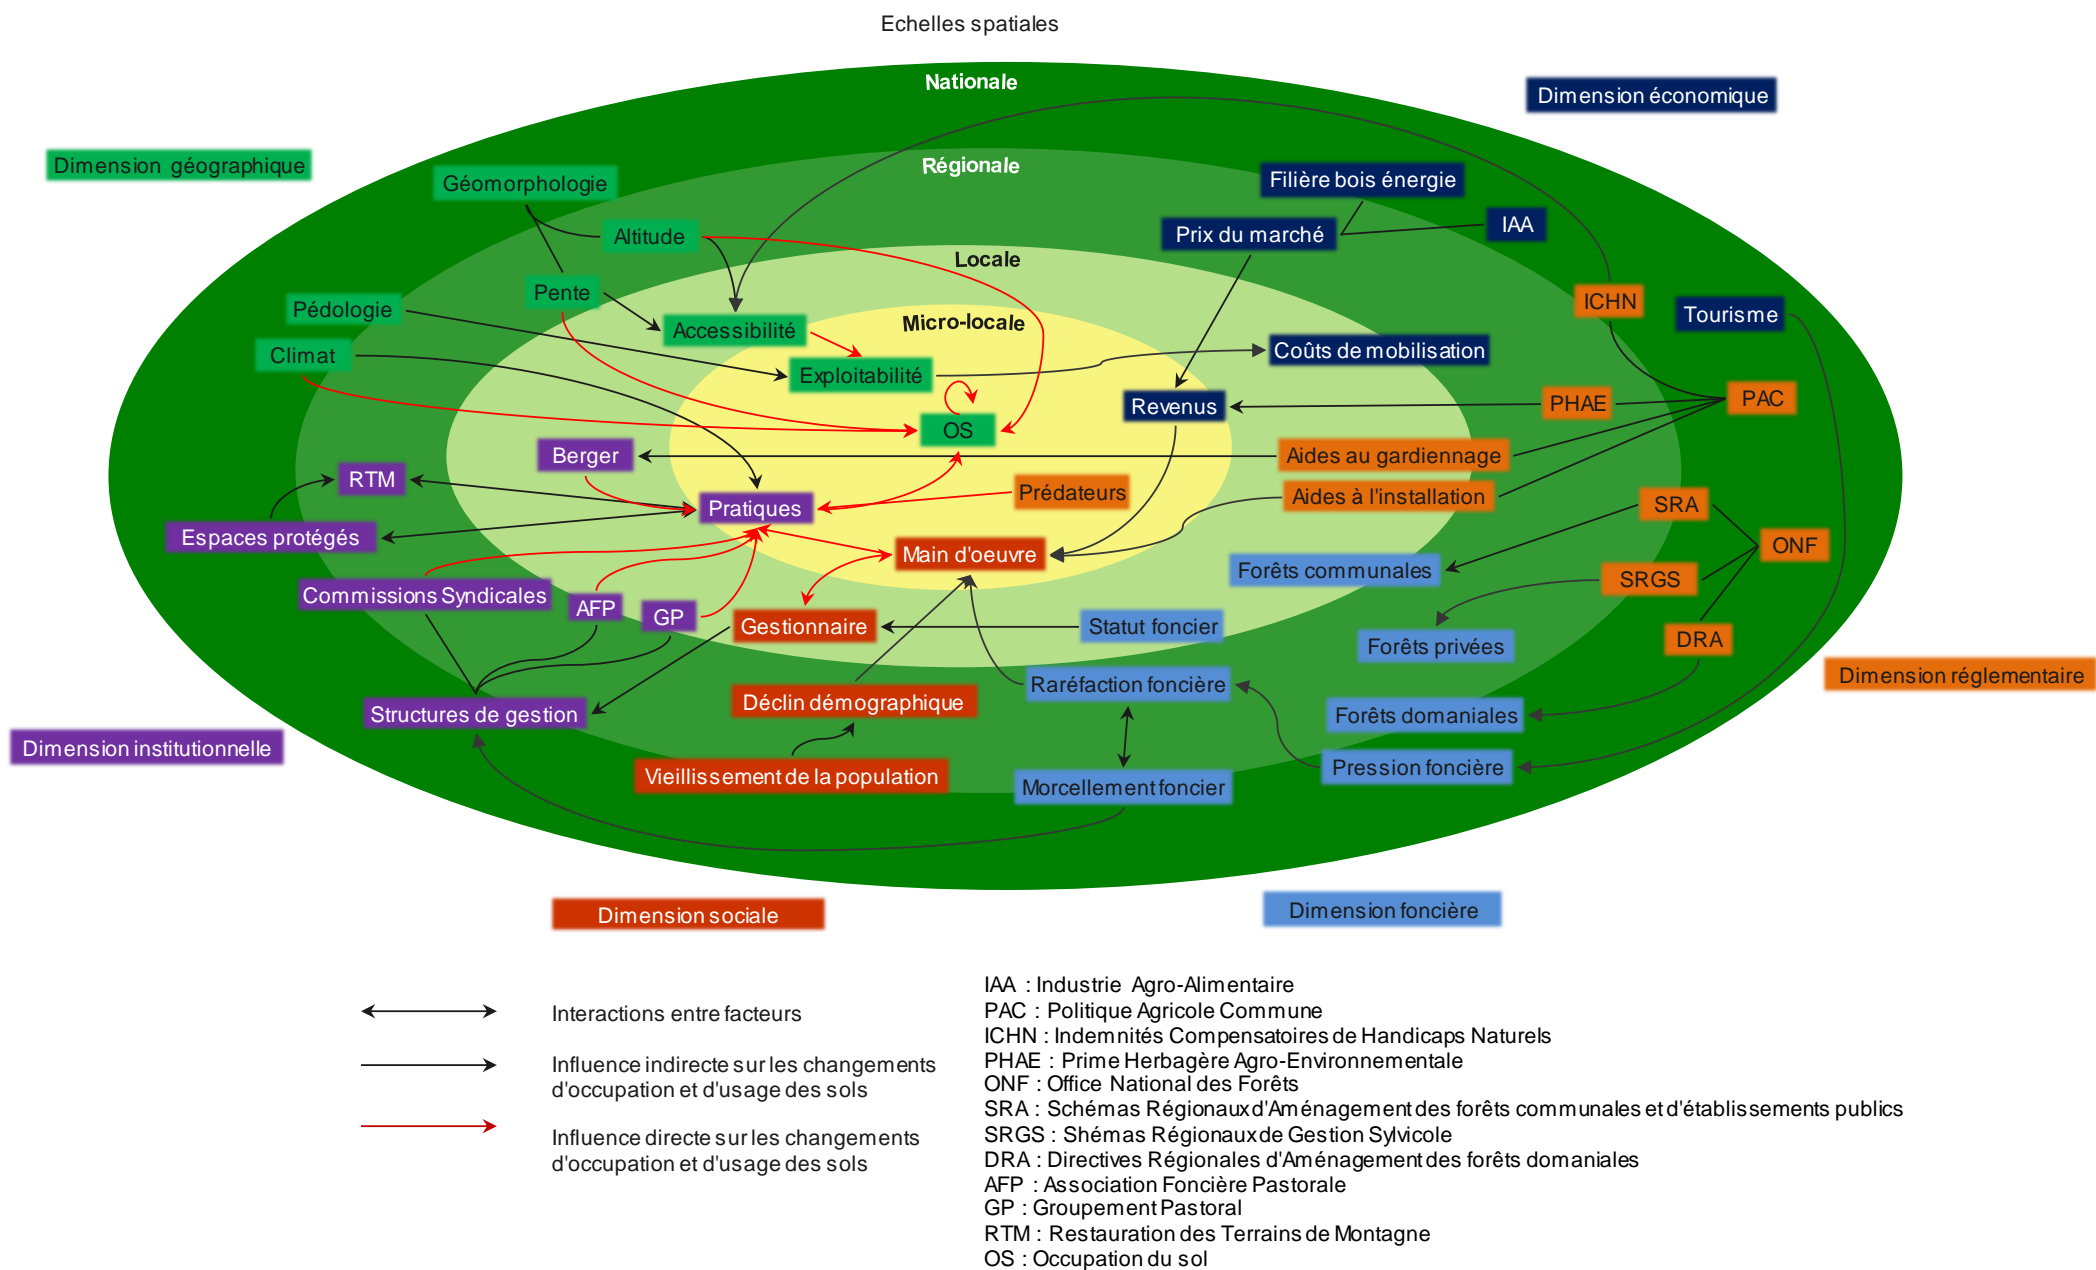 Echelles spatiales
Nationale
Dimension économique
Dimension géographique
Régionale
Géomorphologie
Filière bois énergie
Altitude
Prix du marché
IAA
Locale
Pente
ICHN
Pédologie
Tourisme
Accessibilité
Micro-locale
Climat
Coûts de mobilisation
Exploitabilité
Revenus
PHAE
PAC
OS
Berger
Aides au gardiennage
RTM
Prédateurs
Aides à l'installation
Pratiques
SRA
Espaces protégés
ONF
Main d'oeuvre
Forêts communales
SRGS
Commissions Syndicales
AFP
GP
Gestionnaire
Statut foncier
Forêts privées
DRA
Dimension réglementaire
Raréfaction foncière
Déclin démographique
Structures de gestion
Forêts domaniales
Dimension institutionnelle
Pression foncière
Vieillissement de la population
Morcellement foncier
Dimension sociale
Dimension foncière
Interactions entre facteurs
Influence indirecte sur les changements
d'occupation et d'usage des sols
Influence directe sur les changements
d'occupation et d'usage des sols
IAA : Industrie Agro-Alimentaire
PAC : Politique Agricole Commune
ICHN : Indemnités Compensatoires de Handicaps Naturels
PHAE : Prime Herbagère Agro-Environnementale
ONF : Office National des Forêts
SRA : Schémas Régionaux d'Aménagement des forêts communales et d'établissements publics
SRGS : Shémas Régionaux de Gestion Sylvicole
DRA : Directives Régionales d'Aménagement des forêts domaniales
AFP : Association Foncière Pastorale
GP : Groupement Pastoral
RTM : Restauration des Terrains de Montagne
OS : Occupation du sol